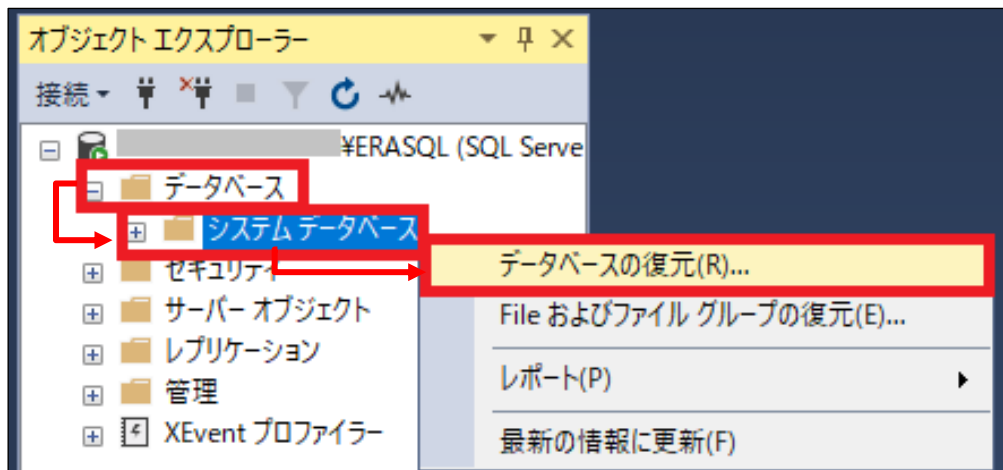 オブジェクト エクスプローラー
接続
¥ERASQL (SQL Serve
データベース
システム データベース
データベースの復元(R)...
セキュリティ
File およびファイル グループの復元(E)...
サーバー オブジェクト
レプリケーション
レポート(P)
管理
XEvent プロファイラー
最新の情報に更新(F)